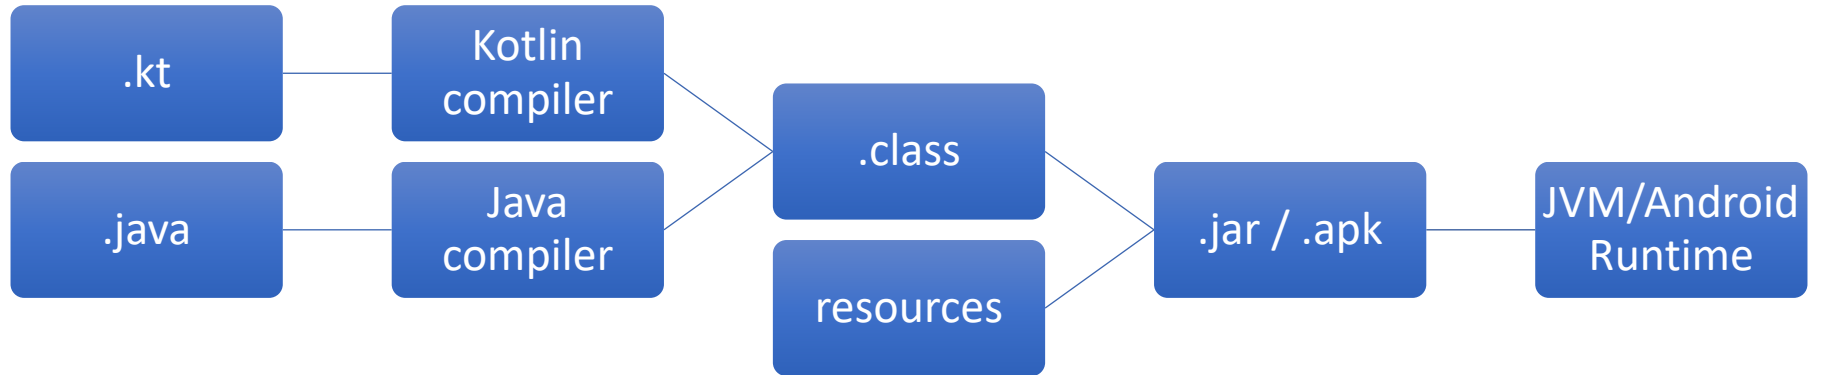 .kt
Kotlin
compiler
.java
Java
compiler
.class
resources
.jar / .apk
JVM/Android
Runtime